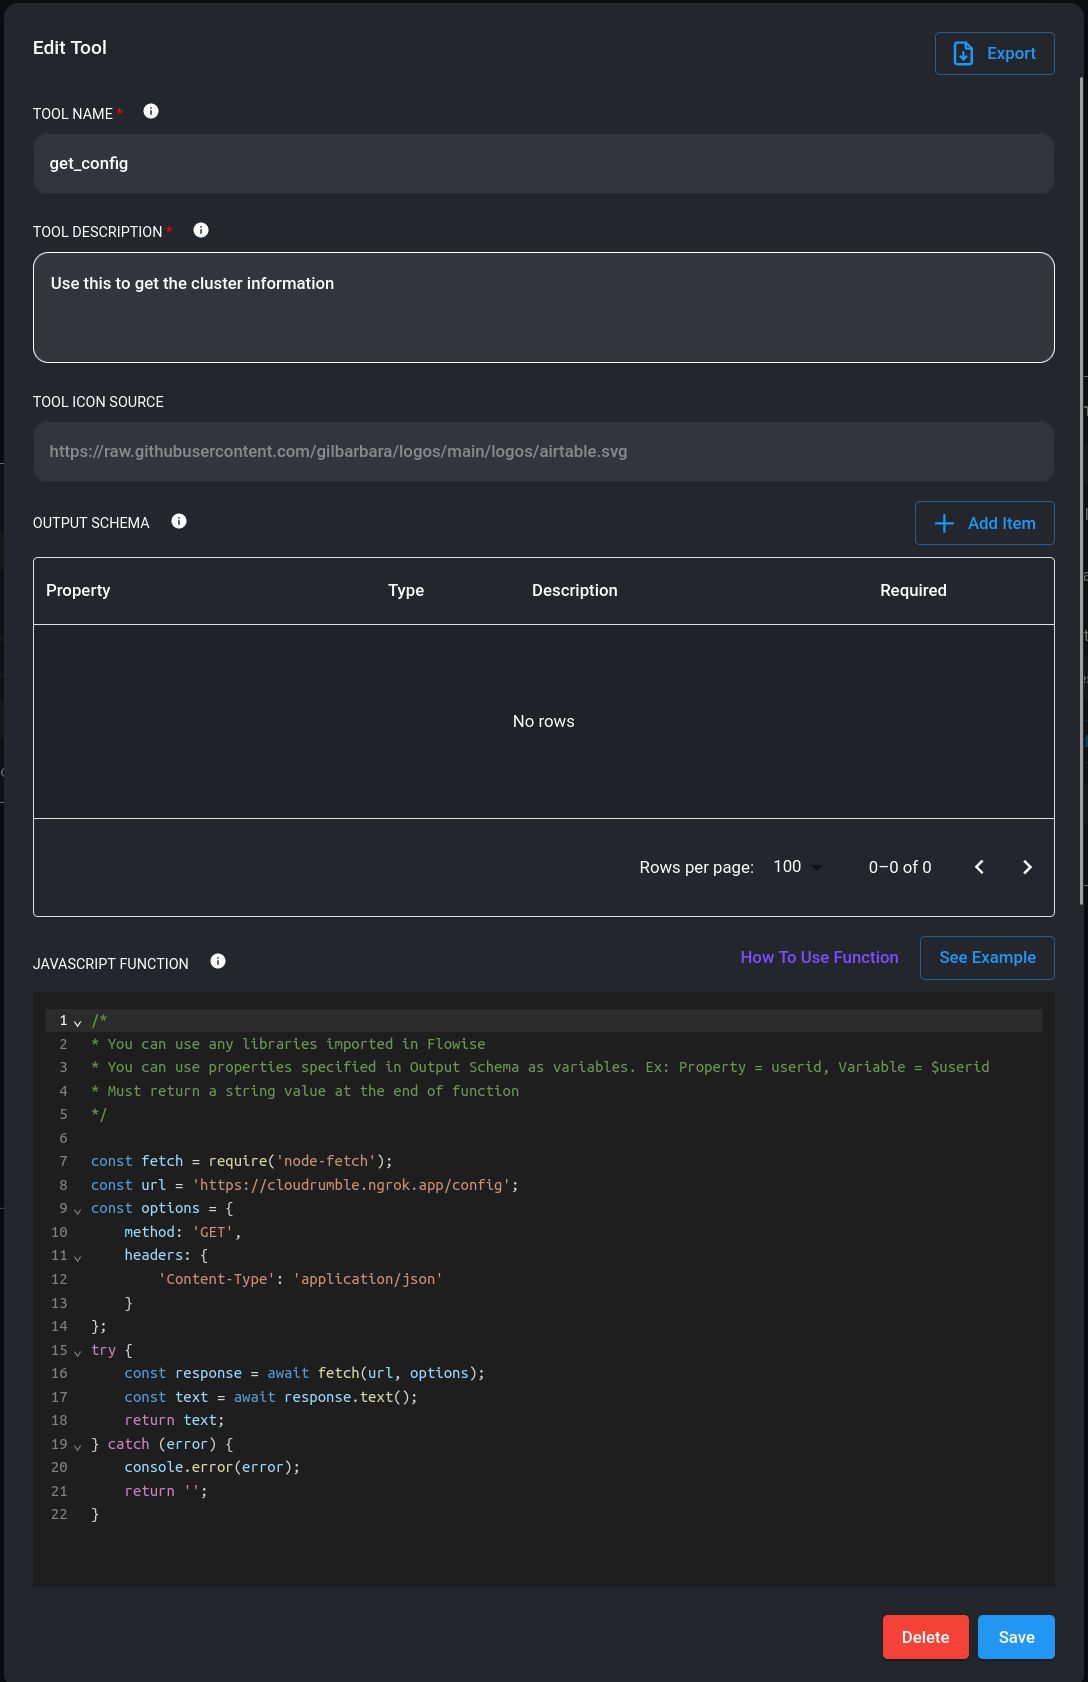 Edit Tool
Export
TOOL NAME *
get_config
TOOL DESCRIPTION *
Use this to get the cluster information
TOOL ICON SOURCE
https://raw.githubusercontent.com/gilbarbara/logos/main/logos/airtable.svg
OUTPUT SCHEMA
Add Item
Property Type Description Required
No rows
Rows per page: 100 0–0 of 0
JAVASCRIPT FUNCTION
How To Use Function
See Example
1 /*
2 * You can use any libraries imported in Flowise
3 * You can use properties specified in Output Schema as variables. Ex: Property = userid, Variable = $userid
4 * Must return a string value at the end of function
5 */
6
7 const fetch = require('node-fetch');
8 const url = 'https://cloudrumble.ngrok.app/config';
9 const options = {
10     method: 'GET',
11     headers: {
12         'Content-Type': 'application/json'
13     }
14 };
15 try {
16     const response = await fetch(url, options);
17     const text = await response.text();
18     return text;
19 } catch (error) {
20     console.error(error);
21     return '';
22 }
Delete
Save